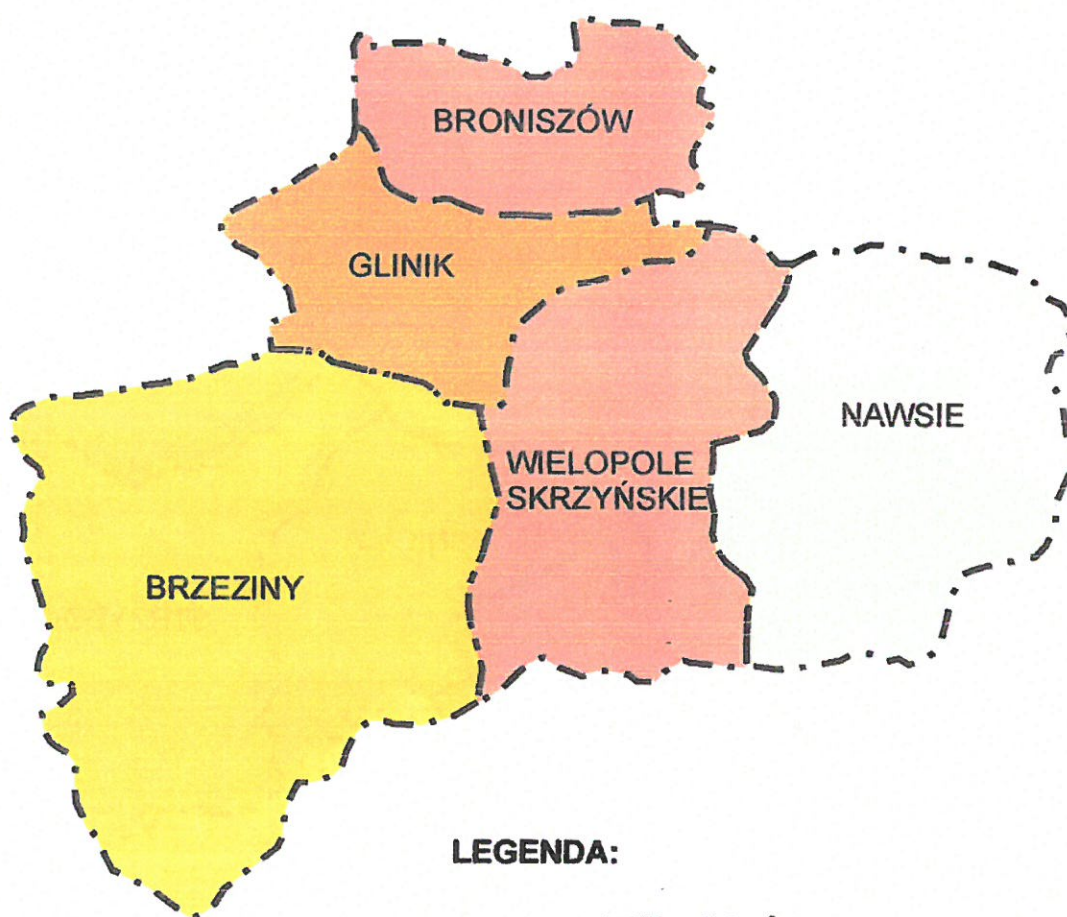 BRONISZÓW
GLINIK
NAWSIE
WIELOPOLE
SKRZYŃSKIE
BRZEZINY
LEGENDA: